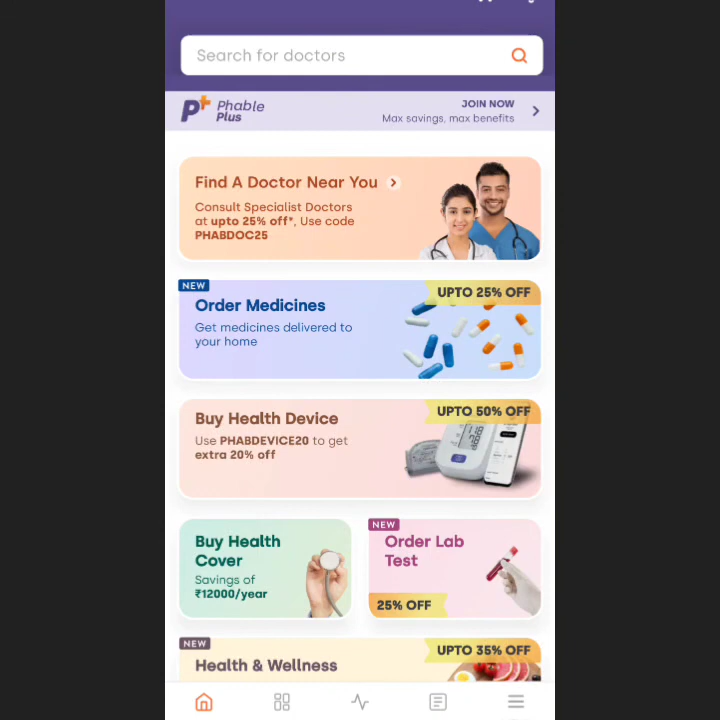 Search for doctors
P+ Phable Plus
JOIN NOW
Max savings, max benefits
Find A Doctor Near You
Consult Specialist Doctors
at upto 25% off*, Use code
PHABDOC25
NEW
UPTO 25% OFF
Order Medicines
Get medicines delivered to
your home
UPTO 50% OFF
Buy Health Device
Use PHABDEVICE20 to get
extra 20% off
Buy Health
Cover
Savings of
₹12000/year
NEW
Order Lab
Test
25% OFF
NEW
UPTO 35% OFF
Health & Wellness